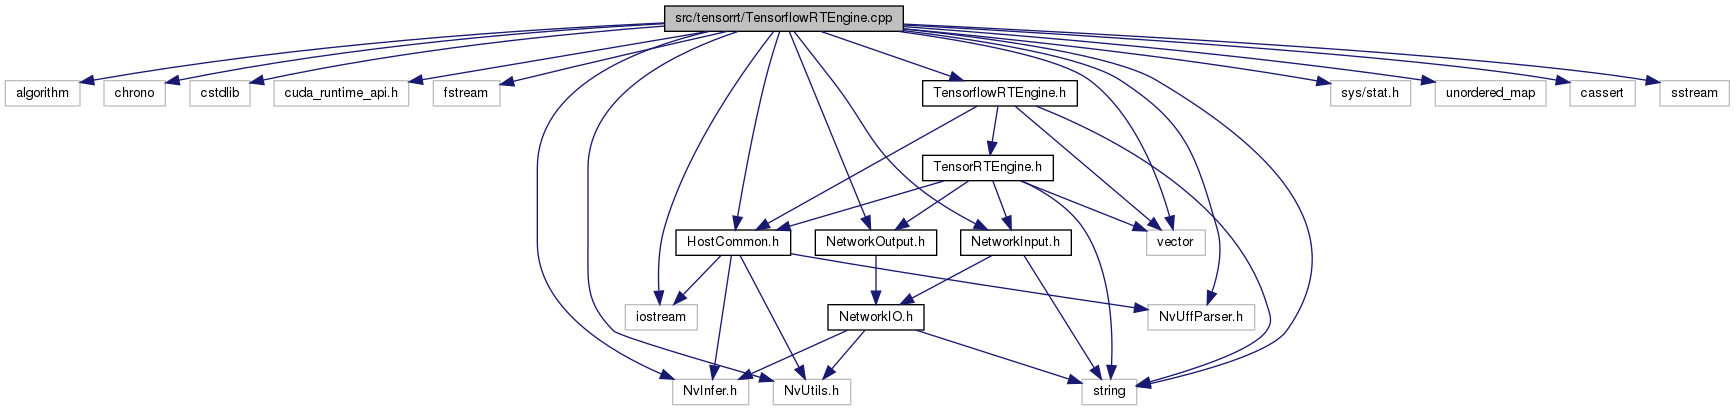 src/tensorrt/TensorflowRTEngine.cpp
algorithm
chrono
cstdlib
cuda_runtime_api.h
fstream
TensorflowRTEngine.h
sys/stat.h
unordered_map
cassert
sstream
TensorRTEngine.h
HostCommon.h
NetworkOutput.h
NetworkInput.h
vector
iostream
NetworkIO.h
NvUffParser.h
NvInfer.h
NvUtils.h
string